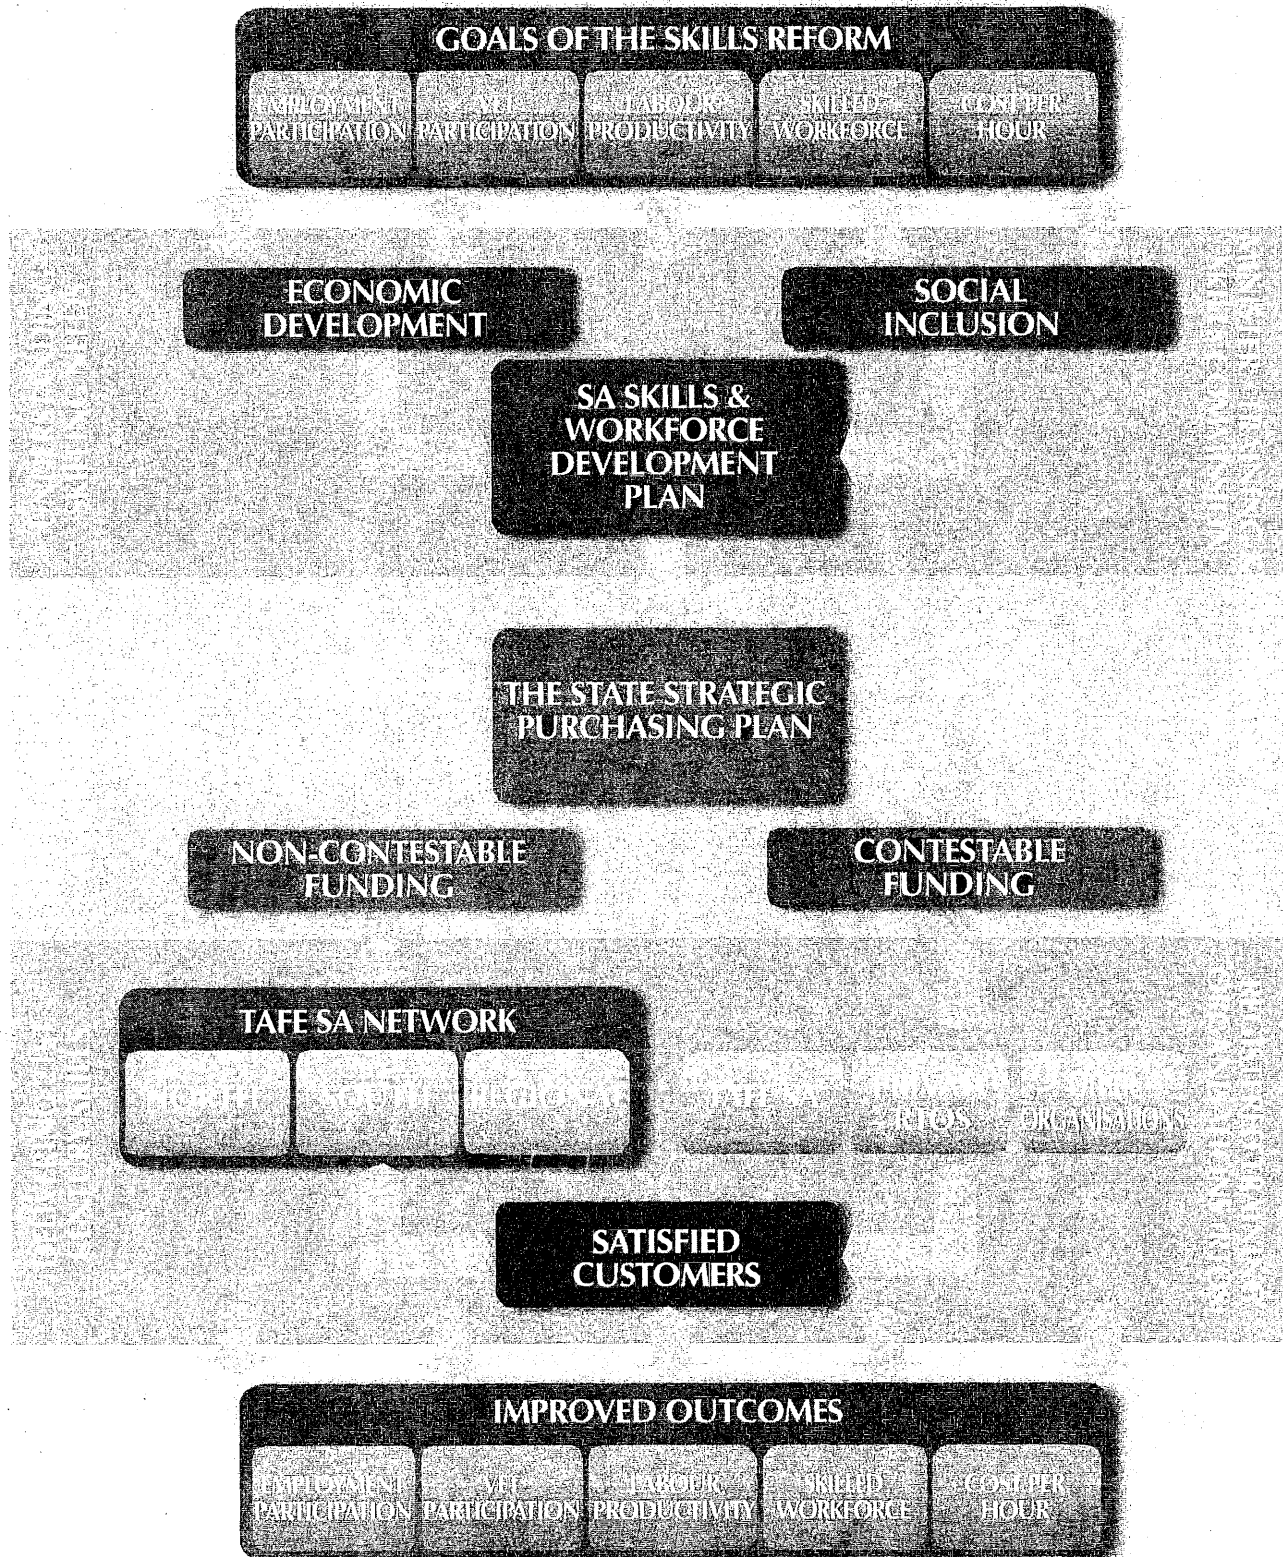 GOALS OF THE SKILLS REFORM
EMPLOYMENT
PARTICIPATION
VET
PARTICIPATION
LABOUR
PRODUCTIVITY
SKILLED
WORKFORCE
COST PER
HOUR
ECONOMIC
DEVELOPMENT
SOCIAL
INCLUSION
SA SKILLS &
WORKFORCE
DEVELOPMENT
PLAN
THE STATE STRATEGIC
PURCHASING PLAN
NON-CONTESTABLE
FUNDING
CONTESTABLE
FUNDING
TAFE SA NETWORK
NORTH
SOUTH
REGIONAL
TAFE SA
RTOS
ORGANISATIONS
SATISFIED
CUSTOMERS
IMPROVED OUTCOMES
EMPLOYMENT
PARTICIPATION
VET
PARTICIPATION
LABOUR
PRODUCTIVITY
SKILLED
WORKFORCE
COST PER
HOUR